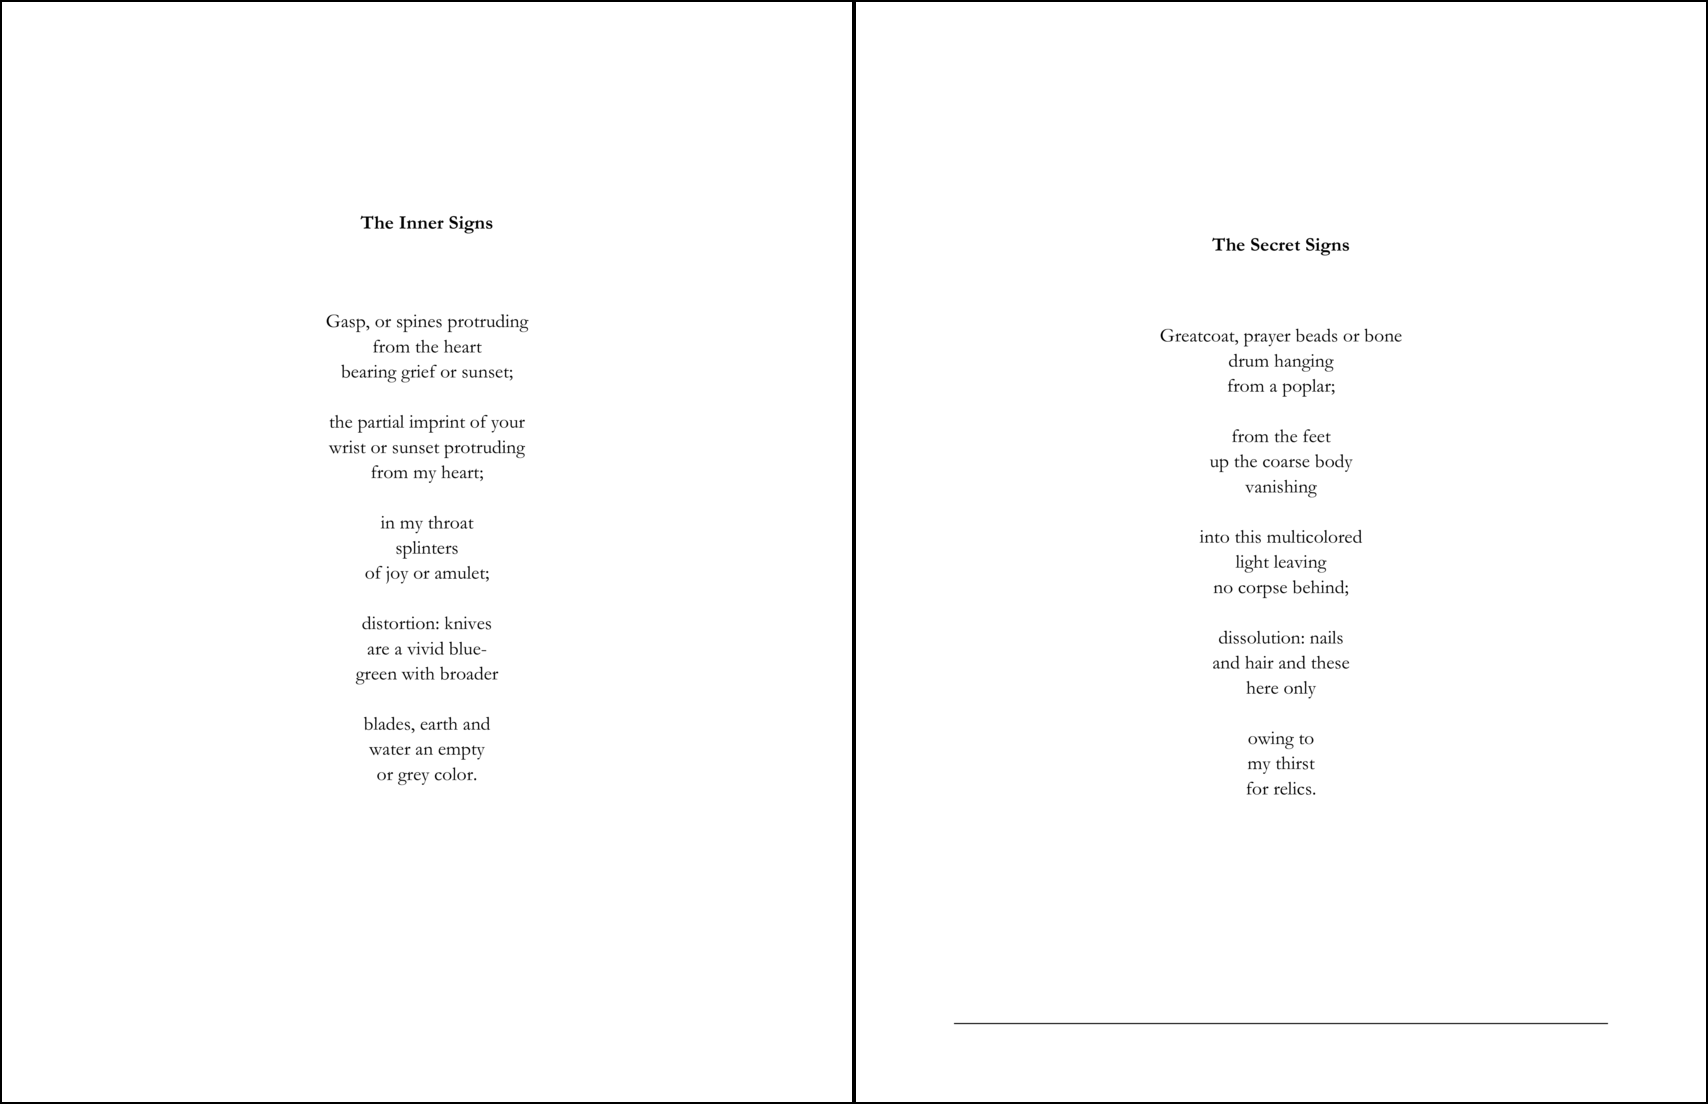 The Inner Signs
Gasp, or spines protruding
from the heart
bearing grief or sunset;
the partial imprint of your
wrist or sunset protruding
from my heart;
in my throat
splinters
of joy or amulet;
distortion: knives
are a vivid blue-
green with broader
blades, earth and
water an empty
or grey color.
The Secret Signs
Greatcoat, prayer beads or bone
drum hanging
from a poplar;
from the feet
up the coarse body
vanishing
into this multicolored
light leaving
no corpse behind;
dissolution: nails
and hair and these
here only
owing to
my thirst
for relics.